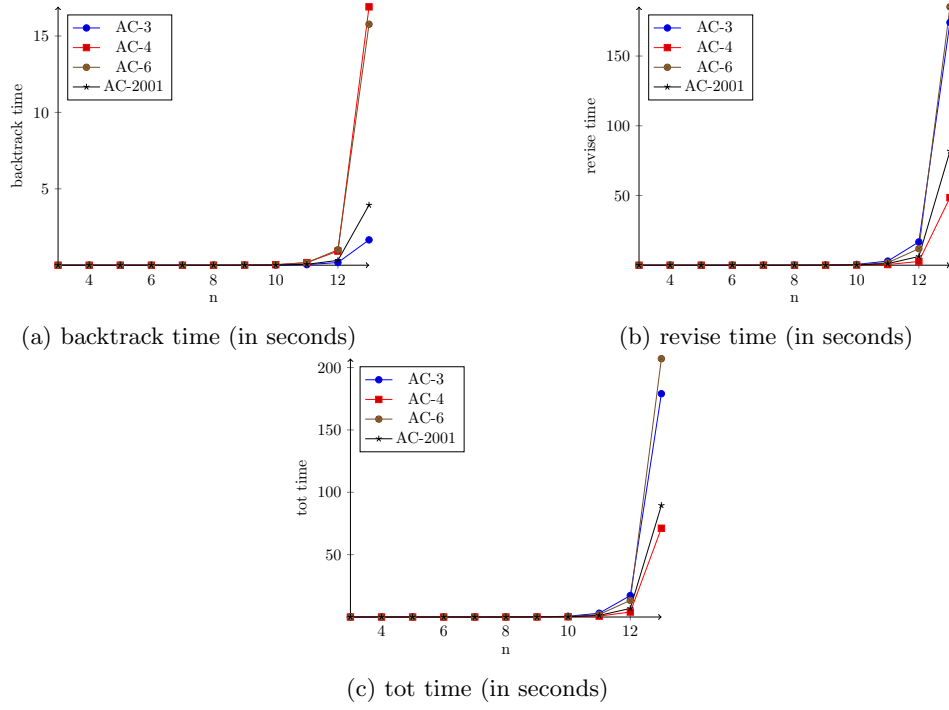 AC-3
AC-4
AC-6
AC-2001
15
10
5
4 6 8 10 12
n
backtrack time
(a) backtrack time (in seconds)
AC-3
AC-4
AC-6
AC-2001
150
100
50
4 6 8 10 12
n
revise time
(b) revise time (in seconds)
AC-3
AC-4
AC-6
AC-2001
200
150
100
50
4 6 8 10 12
n
tot time
(c) tot time (in seconds)